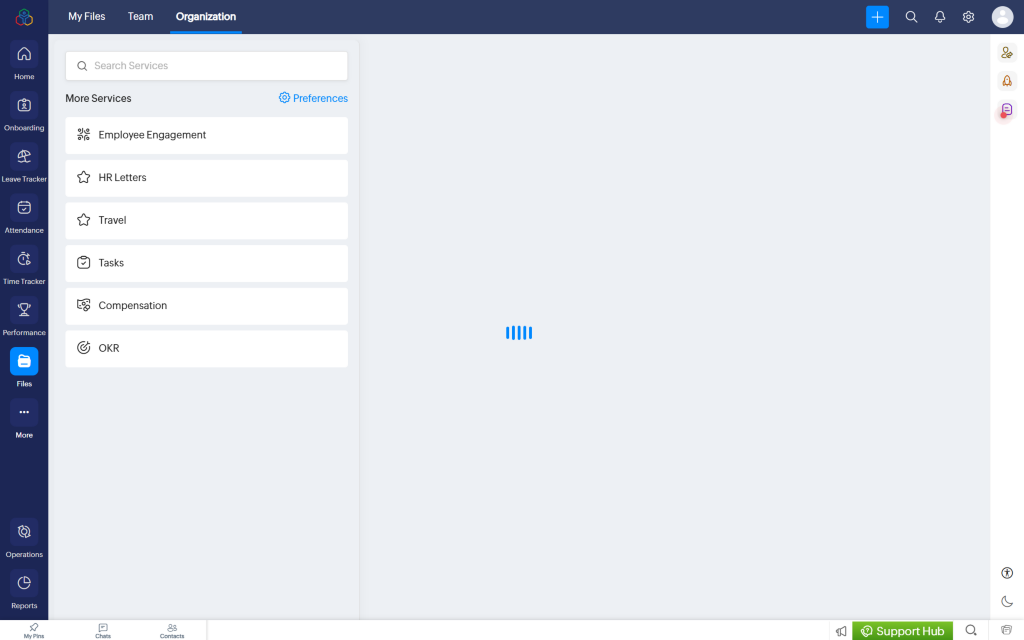 My Files
Team
Organization
Home
Onboarding
Leave Tracker
Attendance
Time Tracker
Performance
Files
More
Operations
Reports
Search Services
More Services
Preferences
Employee Engagement
HR Letters
Travel
Tasks
Compensation
OKR
My Pins
Chats
Contacts
Support Hub